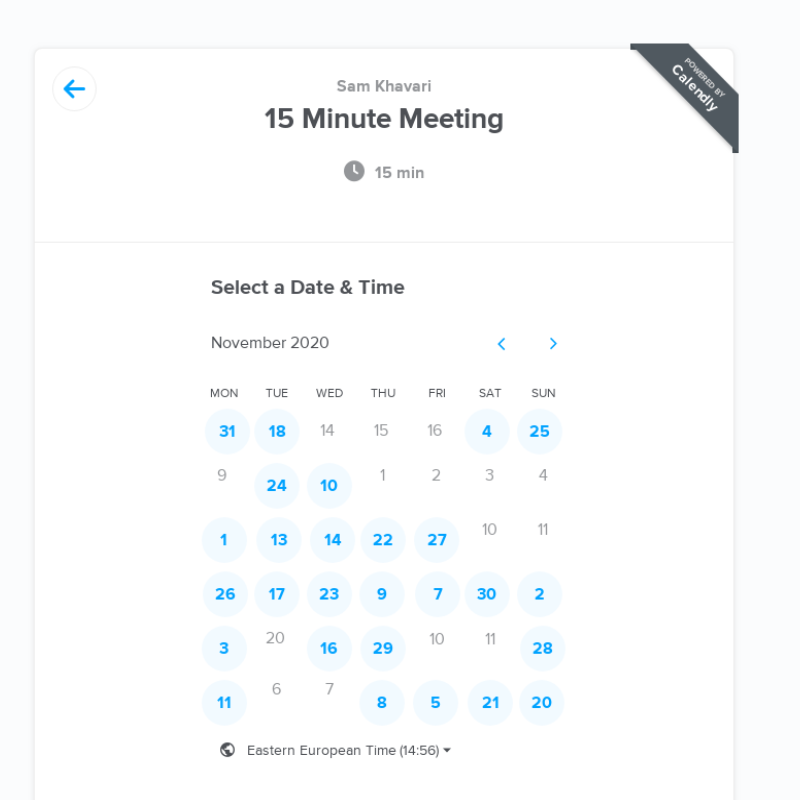 POWERED BY
Calendly
Sam Khavari
15 Minute Meeting
15 min
Select a Date & Time
November 2020
MON TUE WED THU FRI SAT SUN
31 18 14 15 16 4 25
9 24 10 1 2 3 4
1 13 14 22 27 10 11
26 17 23 9 7 30 2
3 20 16 29 10 11 28
11 6 7 8 5 21 20
Eastern European Time (14:56)